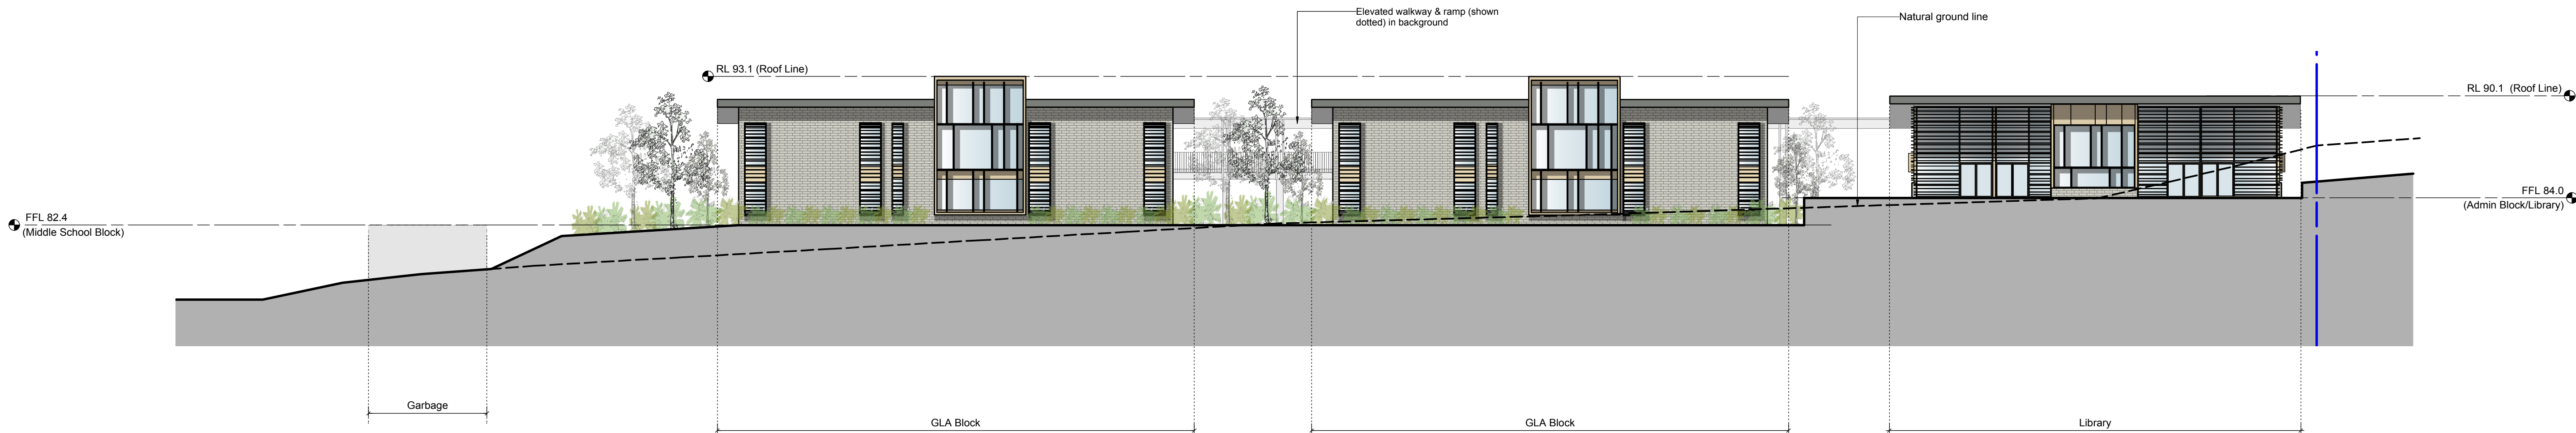 Elevated walkway & ramp (shown
dotted) in background
Natural ground line
RL 93.1 (Roof Line)
RL 90.1 (Roof Line)
FFL 82.4
(Middle School Block)
FFL 84.0
(Admin Block/Library)
Garbage
GLA Block
GLA Block
Library